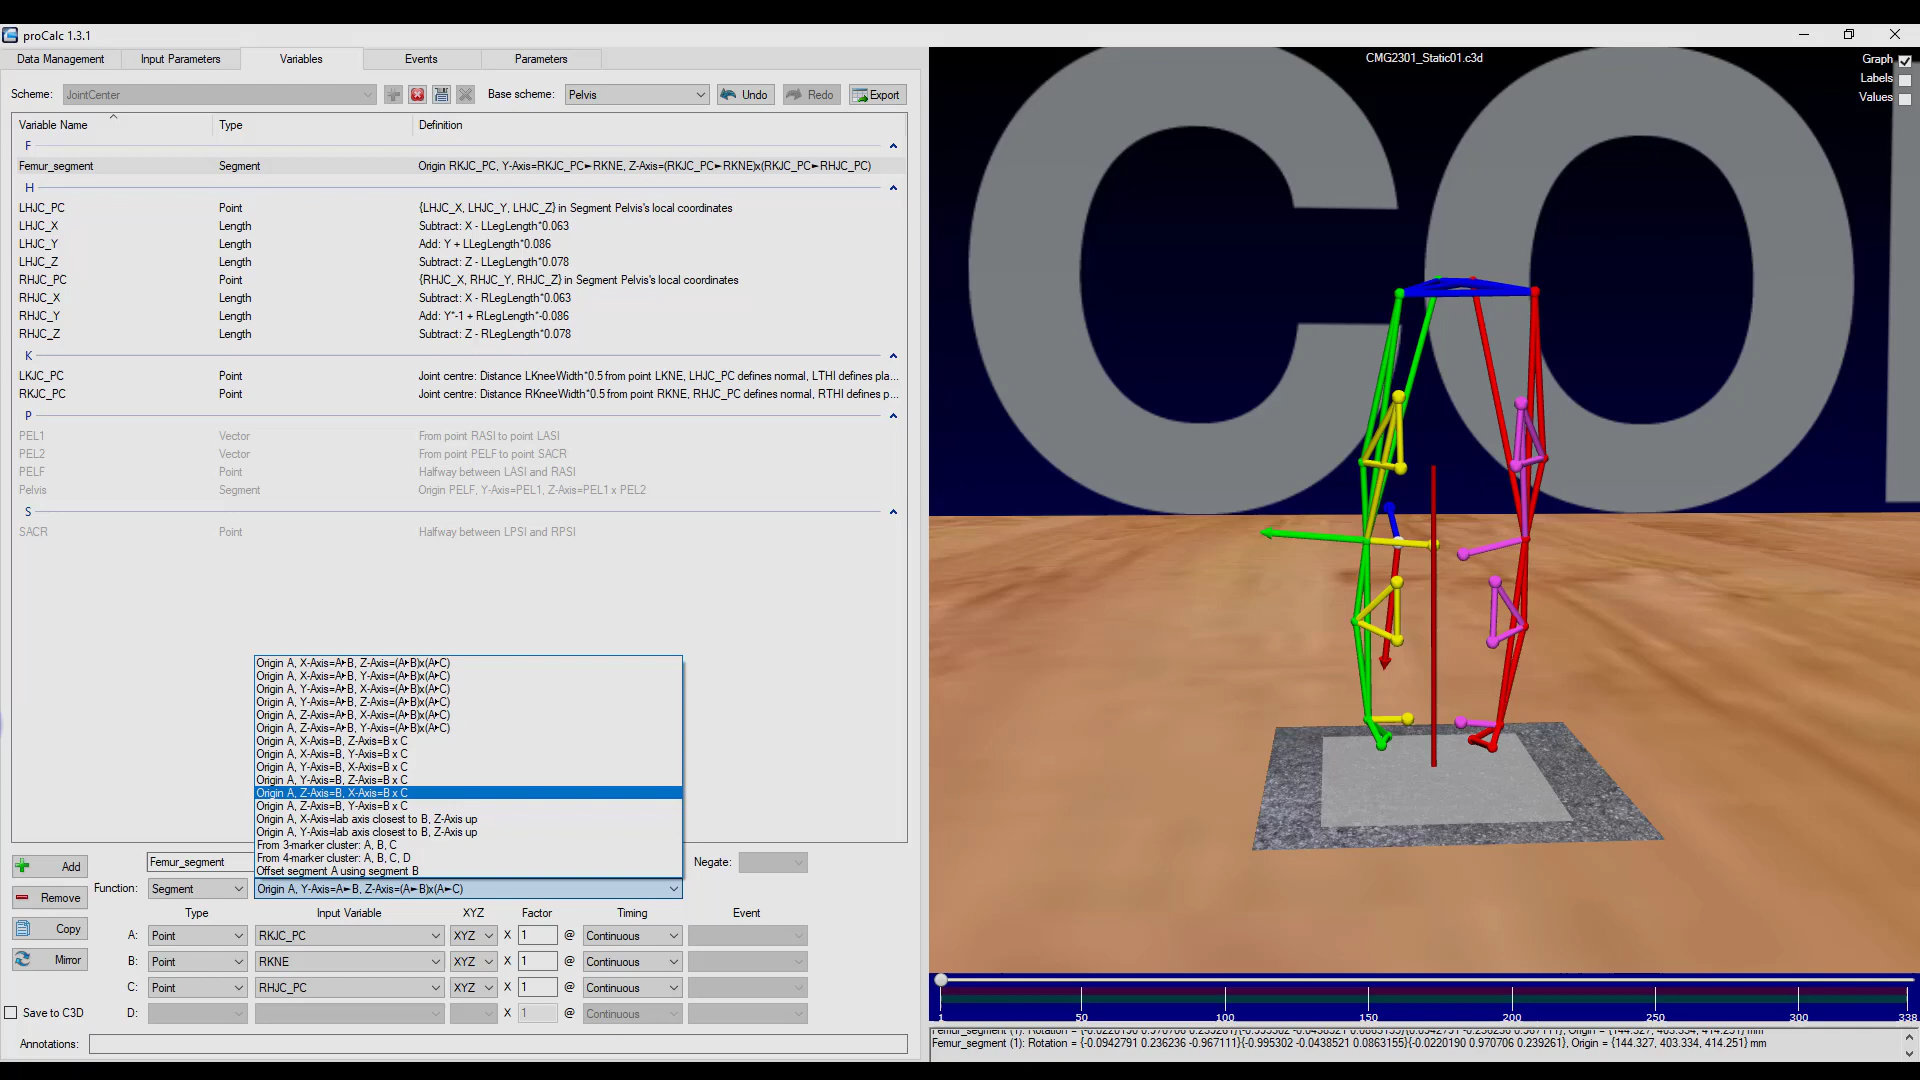 proCalc 1.3.1
Data Management Input Parameters Variables Events Parameters
Scheme: JointCenter Base scheme: Pelvis Undo Redo Export
Variable Name Type Definition
F
Femur_segment Segment Origin RKJC_PC, Y-Axis=RKJC_PC►RKNE, Z-Axis=(RKJC_PC►RKNE)x(RKJC_PC►RHJC_PC)
H
LHJC_PC Point {LHJC_X, LHJC_Y, LHJC_Z} in Segment Pelvis's local coordinates
LHJC_X Length Subtract: X - LLegLength*0.063
LHJC_Y Length Add: Y + LLegLength*0.086
LHJC_Z Length Subtract: Z - LLegLength*0.078
RHJC_PC Point {RHJC_X, RHJC_Y, RHJC_Z} in Segment Pelvis's local coordinates
RHJC_X Length Subtract: X - RLegLength*0.063
RHJC_Y Length Add: Y*-1 + RLegLength*-0.086
RHJC_Z Length Subtract: Z - RLegLength*0.078
K
LKJC_PC Point Joint centre: Distance LKneeWidth*0.5 from point LKNE, LHJC_PC defines normal, LTHI defines pla...
RKJC_PC Point Joint centre: Distance RKneeWidth*0.5 from point RKNE, RHJC_PC defines normal, RTHI defines p...
P
PEL1 Vector From point RASI to point LASI
PEL2 Vector From point PELF to point SACR
PELF Point Halfway between LASI and RASI
Pelvis Segment Origin PELF, Y-Axis=PEL1, Z-Axis=PEL1 x PEL2
S
SACR Point Halfway between LPSI and RPSI
Origin A, X-Axis=A►B, Z-Axis=(A►B)x(A►C)
Origin A, X-Axis=A►B, Y-Axis=(A►B)x(A►C)
Origin A, Y-Axis=A►B, X-Axis=(A►B)x(A►C)
Origin A, Y-Axis=A►B, Z-Axis=(A►B)x(A►C)
Origin A, Z-Axis=A►B, X-Axis=(A►B)x(A►C)
Origin A, Z-Axis=A►B, Y-Axis=(A►B)x(A►C)
Origin A, X-Axis=B, Z-Axis=B x C
Origin A, X-Axis=B, Y-Axis=B x C
Origin A, Y-Axis=B, X-Axis=B x C
Origin A, Y-Axis=B, Z-Axis=B x C
Origin A, Z-Axis=B, X-Axis=B x C
Origin A, Z-Axis=B, Y-Axis=B x C
Origin A, X-Axis=lab axis closest to B, Z-Axis up
Origin A, Y-Axis=lab axis closest to B, Z-Axis up
From 3-marker cluster: A, B, C
From 4-marker cluster: A, B, C, D
Offset segment A using segment B
Add Femur_segment Negate:
Function: Segment Origin A, Y-Axis=A►B, Z-Axis=(A►B)x(A►C)
Remove
Type Input Variable XYZ Factor Timing Event
Copy
A: Point RKJC_PC XYZ X 1 @ Continuous
Mirror
B: Point RKNE XYZ X 1 @ Continuous
C: Point RHJC_PC XYZ X 1 @ Continuous
Save to C3D D: X 1 @ Continuous
Annotations:
CMG2301_Static01.c3d
Graph
Labels
Values
CO
1 50 100 150 200 250 300 338
Femur_segment (1): Rotation = {-0.0942791 0.236236 -0.967111}{-0.995302 -0.0438521 0.0863155}{-0.0220190 0.970706 0.239261}, Origin = {144.327, 403.334, 414.251} mm